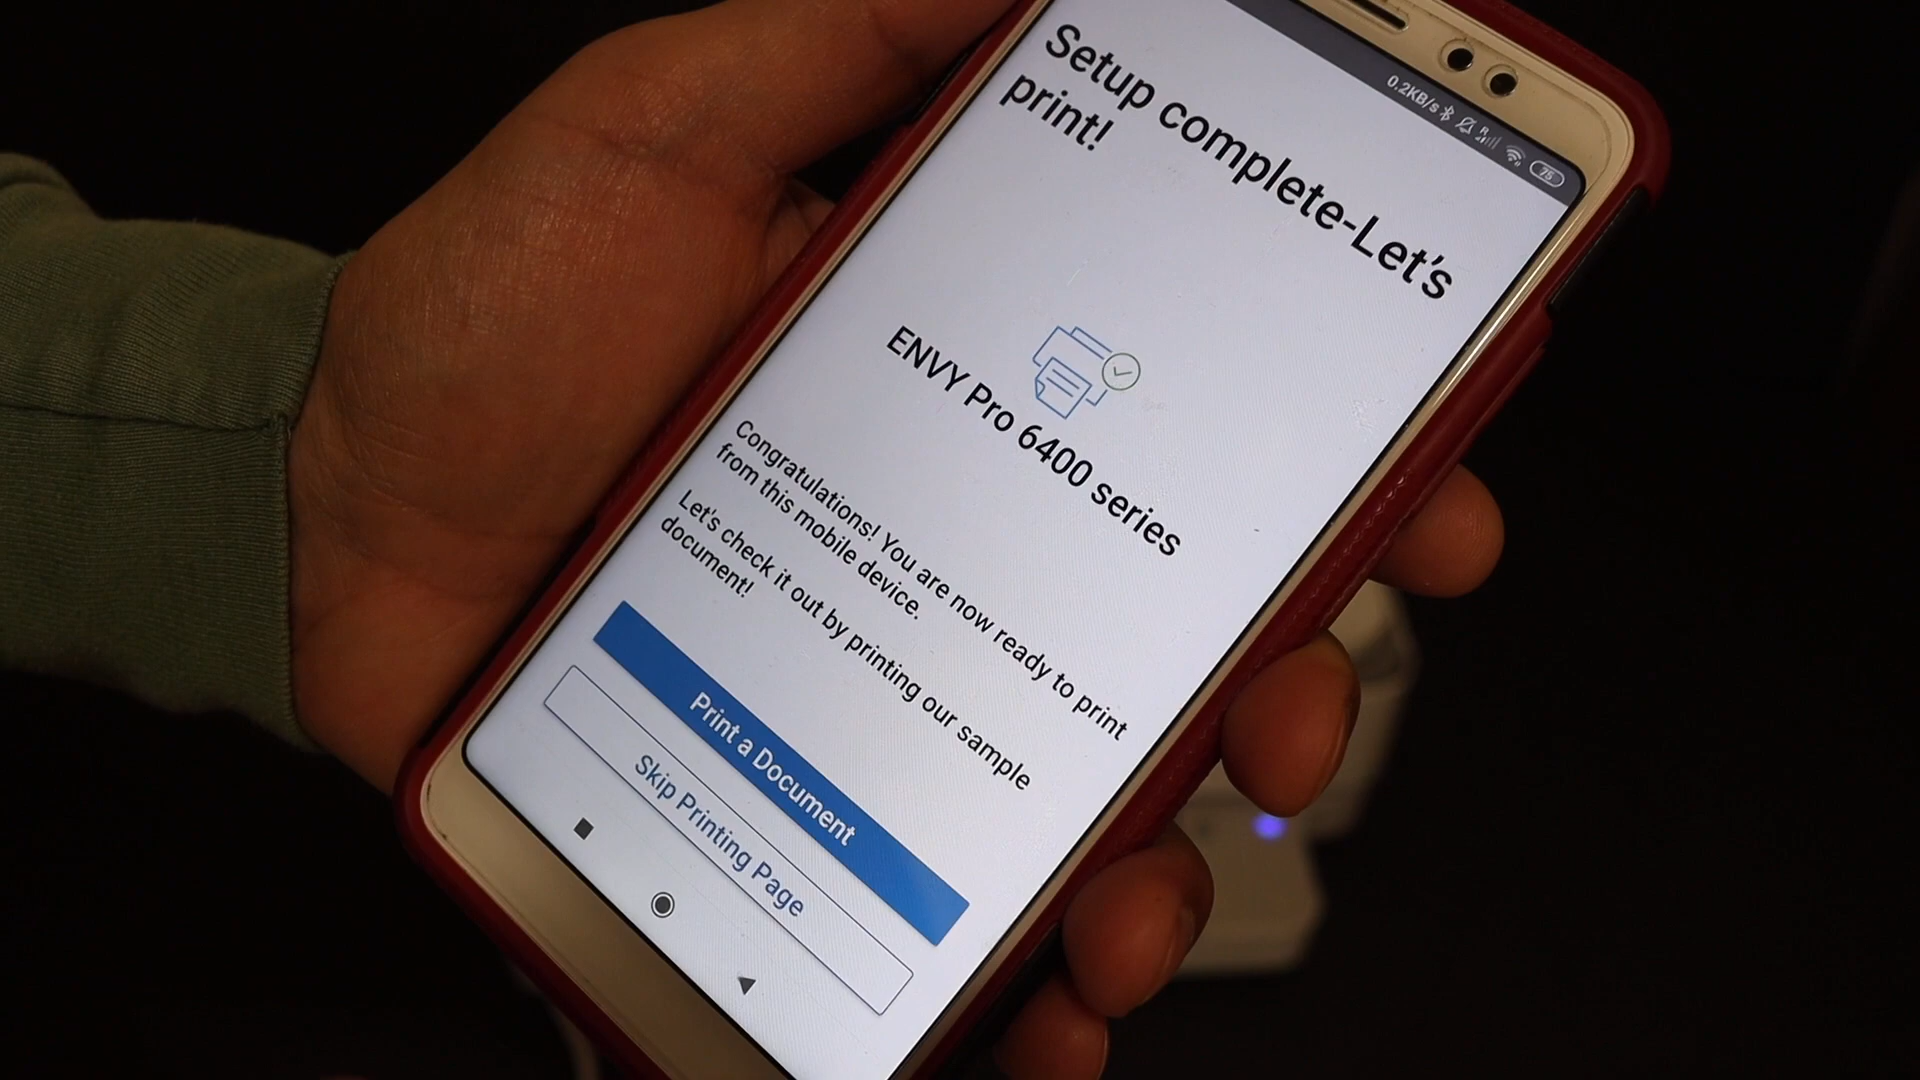 0.2KB/s R 75
Setup complete-Let's
print!
ENVY Pro 6400 series
Congratulations! You are now ready to print
from this mobile device.
Let's check it out by printing our sample
document!
Print a Document
Skip Printing Page